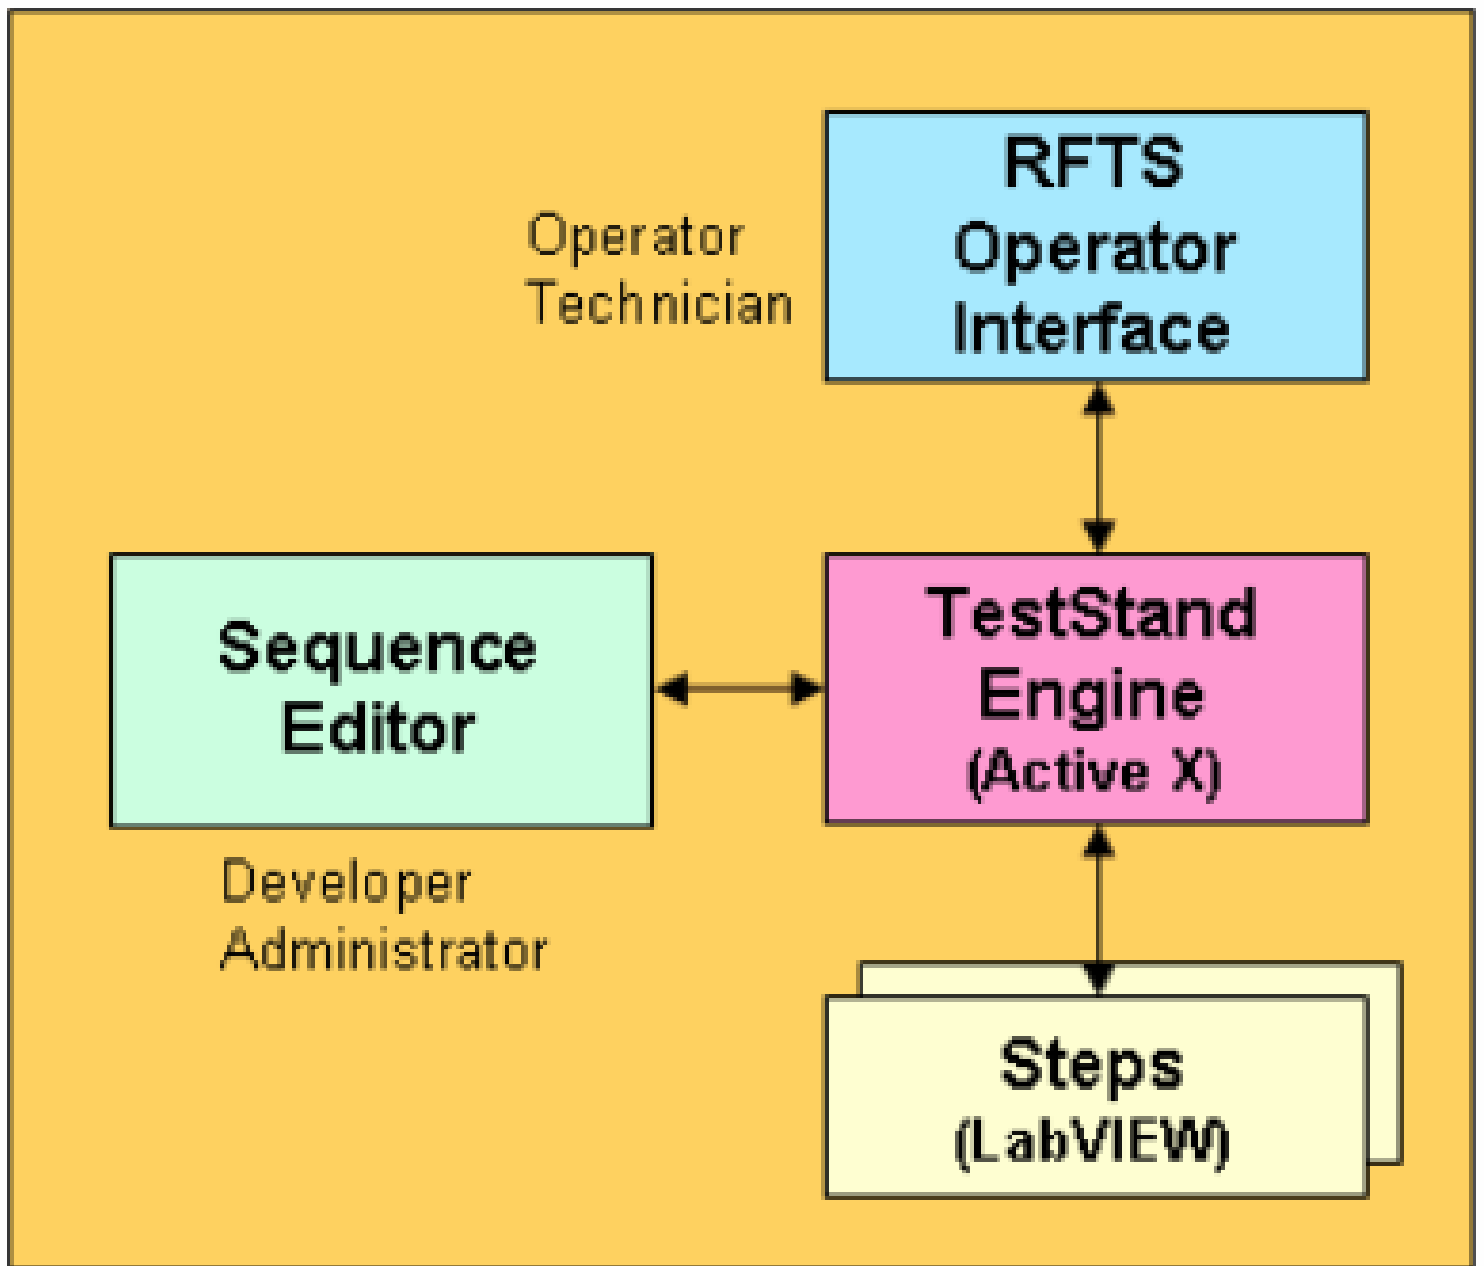 RFTS
Operator
Interface
Operator
Technician
Sequence
Editor
TestStand
Engine
(Active X)
Developer
Administrator
Steps
(LabVIEW)